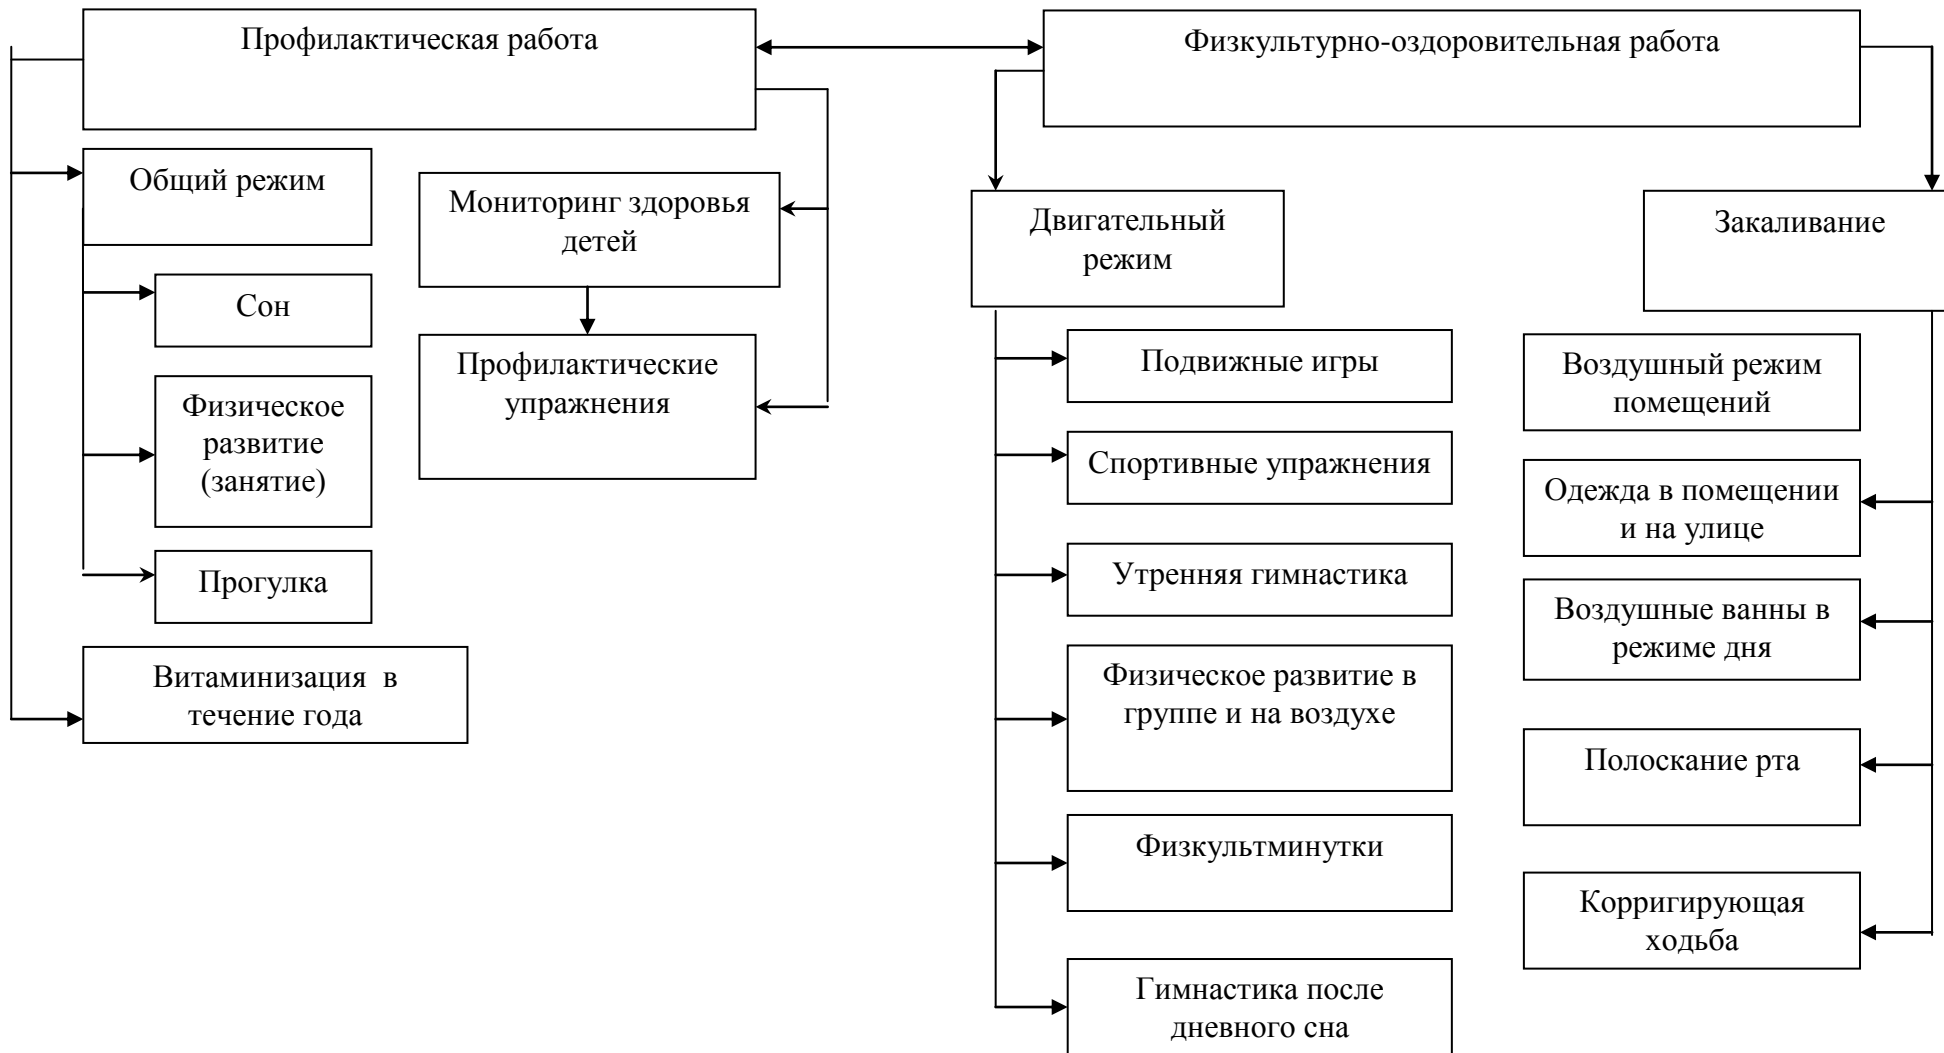 Профилактическая работа
Физкультурно-оздоровительная работа
Общий режим
Мониторинг здоровья
детей
Сон
Профилактические
упражнения
Физическое
развитие
(занятие)
Прогулка
Витаминизация  в
течение года
Двигательный
режим
Подвижные игры
Спортивные упражнения
Утренняя гимнастика
Физическое развитие в
группе и на воздухе
Физкультминутки
Гимнастика после
дневного сна
Закаливание
Воздушный режим
помещений
Одежда в помещении
и на улице
Воздушные ванны в
режиме дня
Полоскание рта
Корригирующая
ходьба